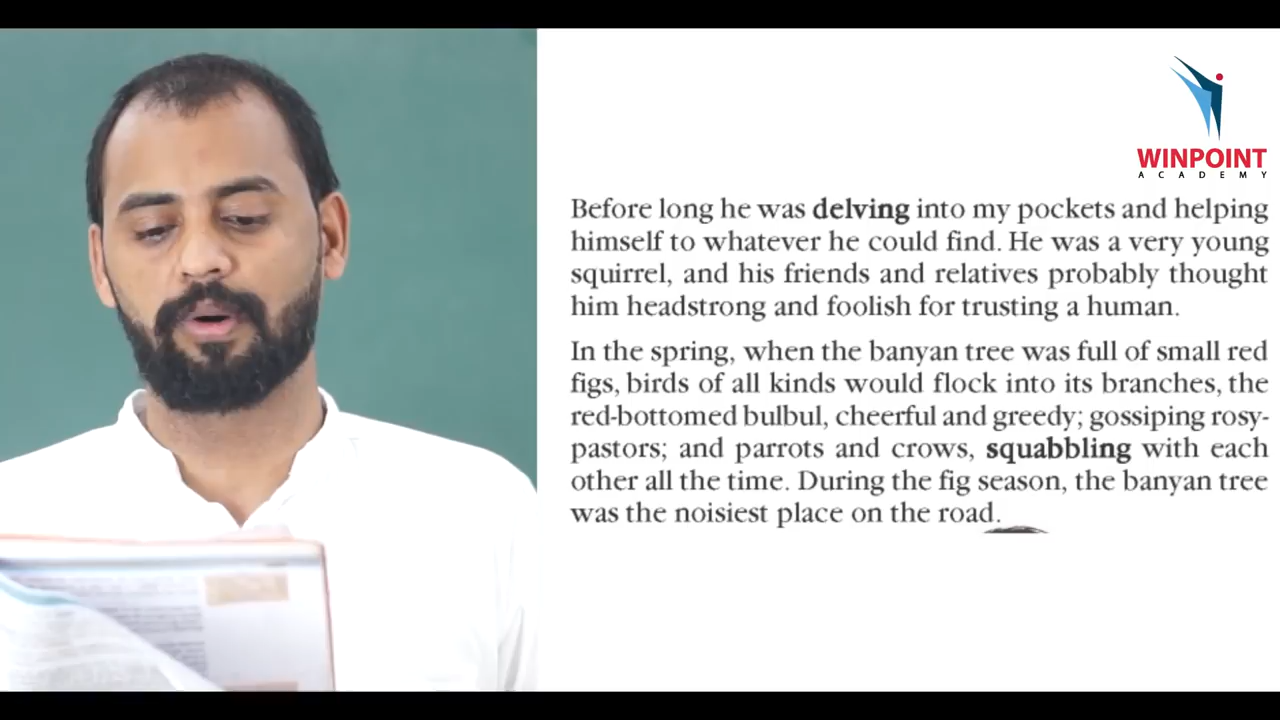 WINPOINT
ACADEMY
Before long he was delving into my pockets and helping
himself to whatever he could find. He was a very young
squirrel, and his friends and relatives probably thought
him headstrong and foolish for trusting a human.
In the spring, when the banyan tree was full of small red
figs, birds of all kinds would flock into its branches, the
red-bottomed bulbul, cheerful and greedy; gossiping rosy-
pastors; and parrots and crows, squabbling with each
other all the time. During the fig season, the banyan tree
was the noisiest place on the road.